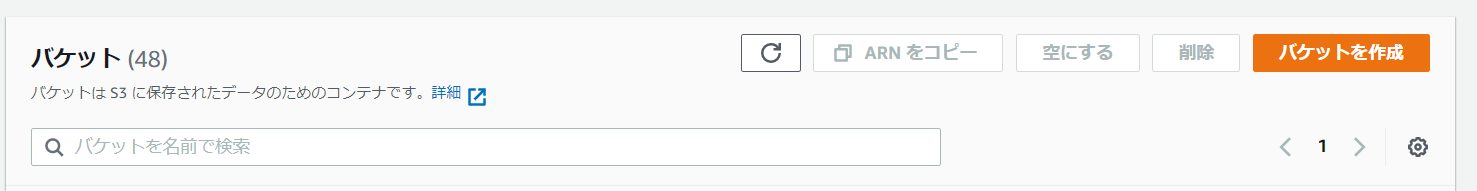 バケット (48)
ARN をコピー
空にする
削除
バケットを作成
バケットは S3 に保存されたデータのためのコンテナです。詳細
バケットを名前で検索
1